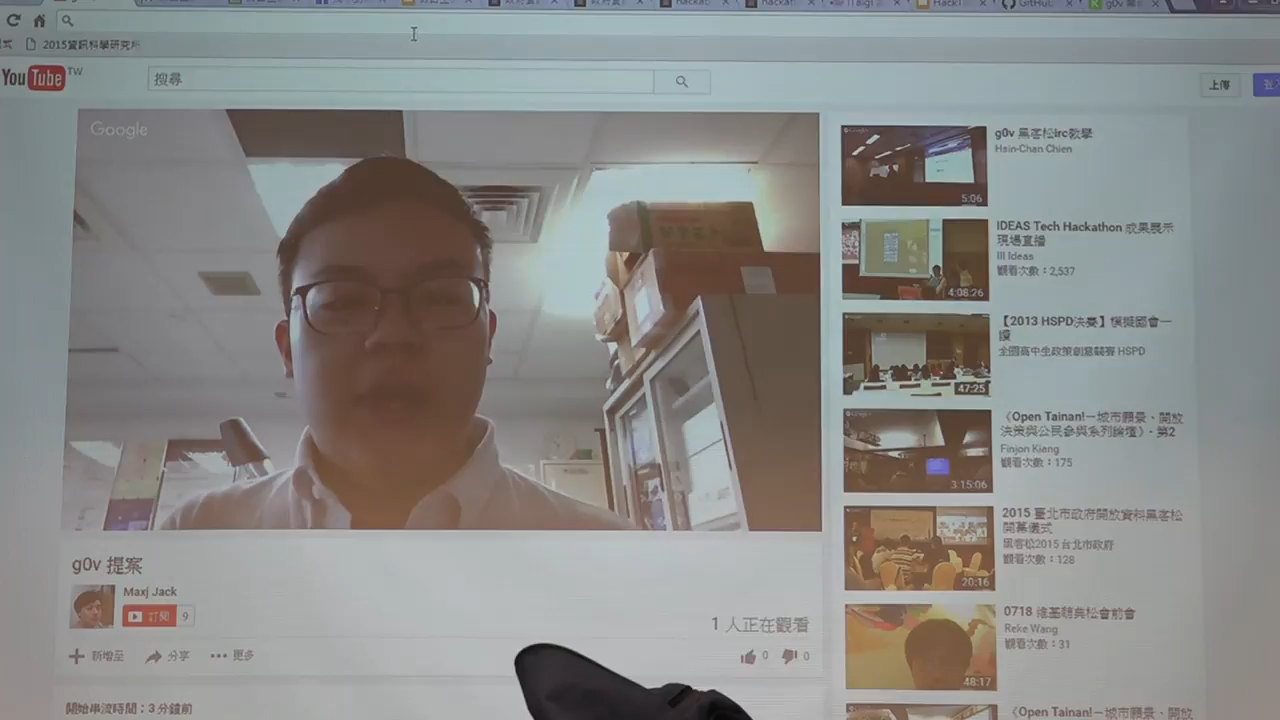 2015資訊科學研究所
YouTube TW
搜尋
上傳
Google
g0v 提案
Maxj Jack
訂閱 9
1 人正在觀看
新增至 分享 更多
0 0
開始串流時間：3 分鐘前
g0v 黑客松irc教學
Hsin-Chan Chien
5:06
IDEAS Tech Hackathon 成果展示
現場直播
III Ideas
觀看次數：2,537
4:08:26
【2013 HSPD決賽】模擬國會一
讀
全國高中生政策創意競賽 HSPD
47:25
《Open Tainan!—城市願景、開放
決策與公民參與系列論壇》- 第2
Finjon Kiang
觀看次數：175
3:15:06
2015 臺北市政府開放資料黑客松
開幕儀式
黑客松2015 台北市政府
觀看次數：128
20:16
0718 維基超典松會前會
Reke Wang
觀看次數：31
48:17
《Open Tainan!—城市願景、開放